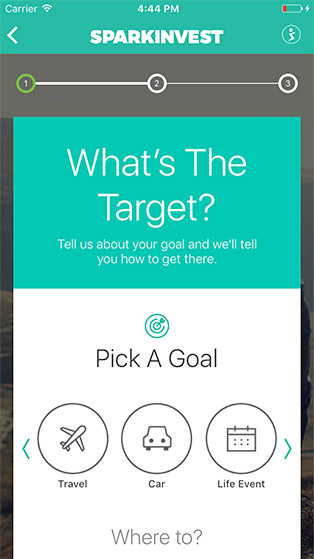 Carrier 4:44 PM
SPARKINVEST
1 2 3
What's The
Target?
Tell us about your goal and we'll tell
you how to get there.
Pick A Goal
Travel Car Life Event
Where to?